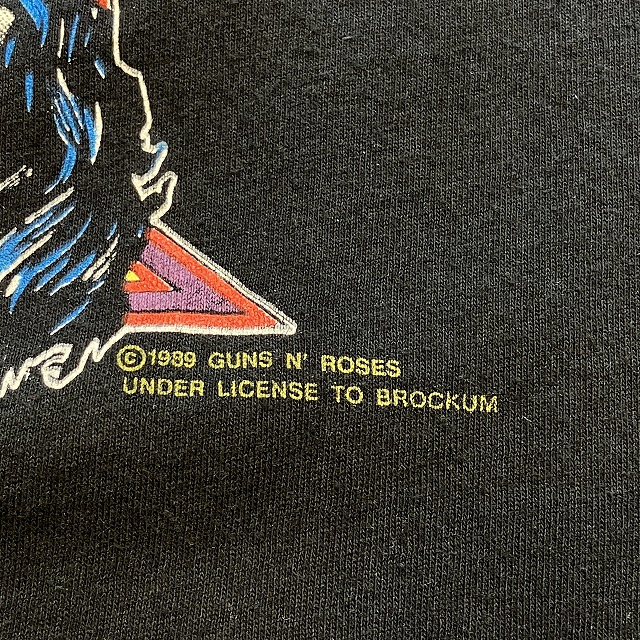 ©1989 GUNS N' ROSES
UNDER LICENSE TO BROCKUM